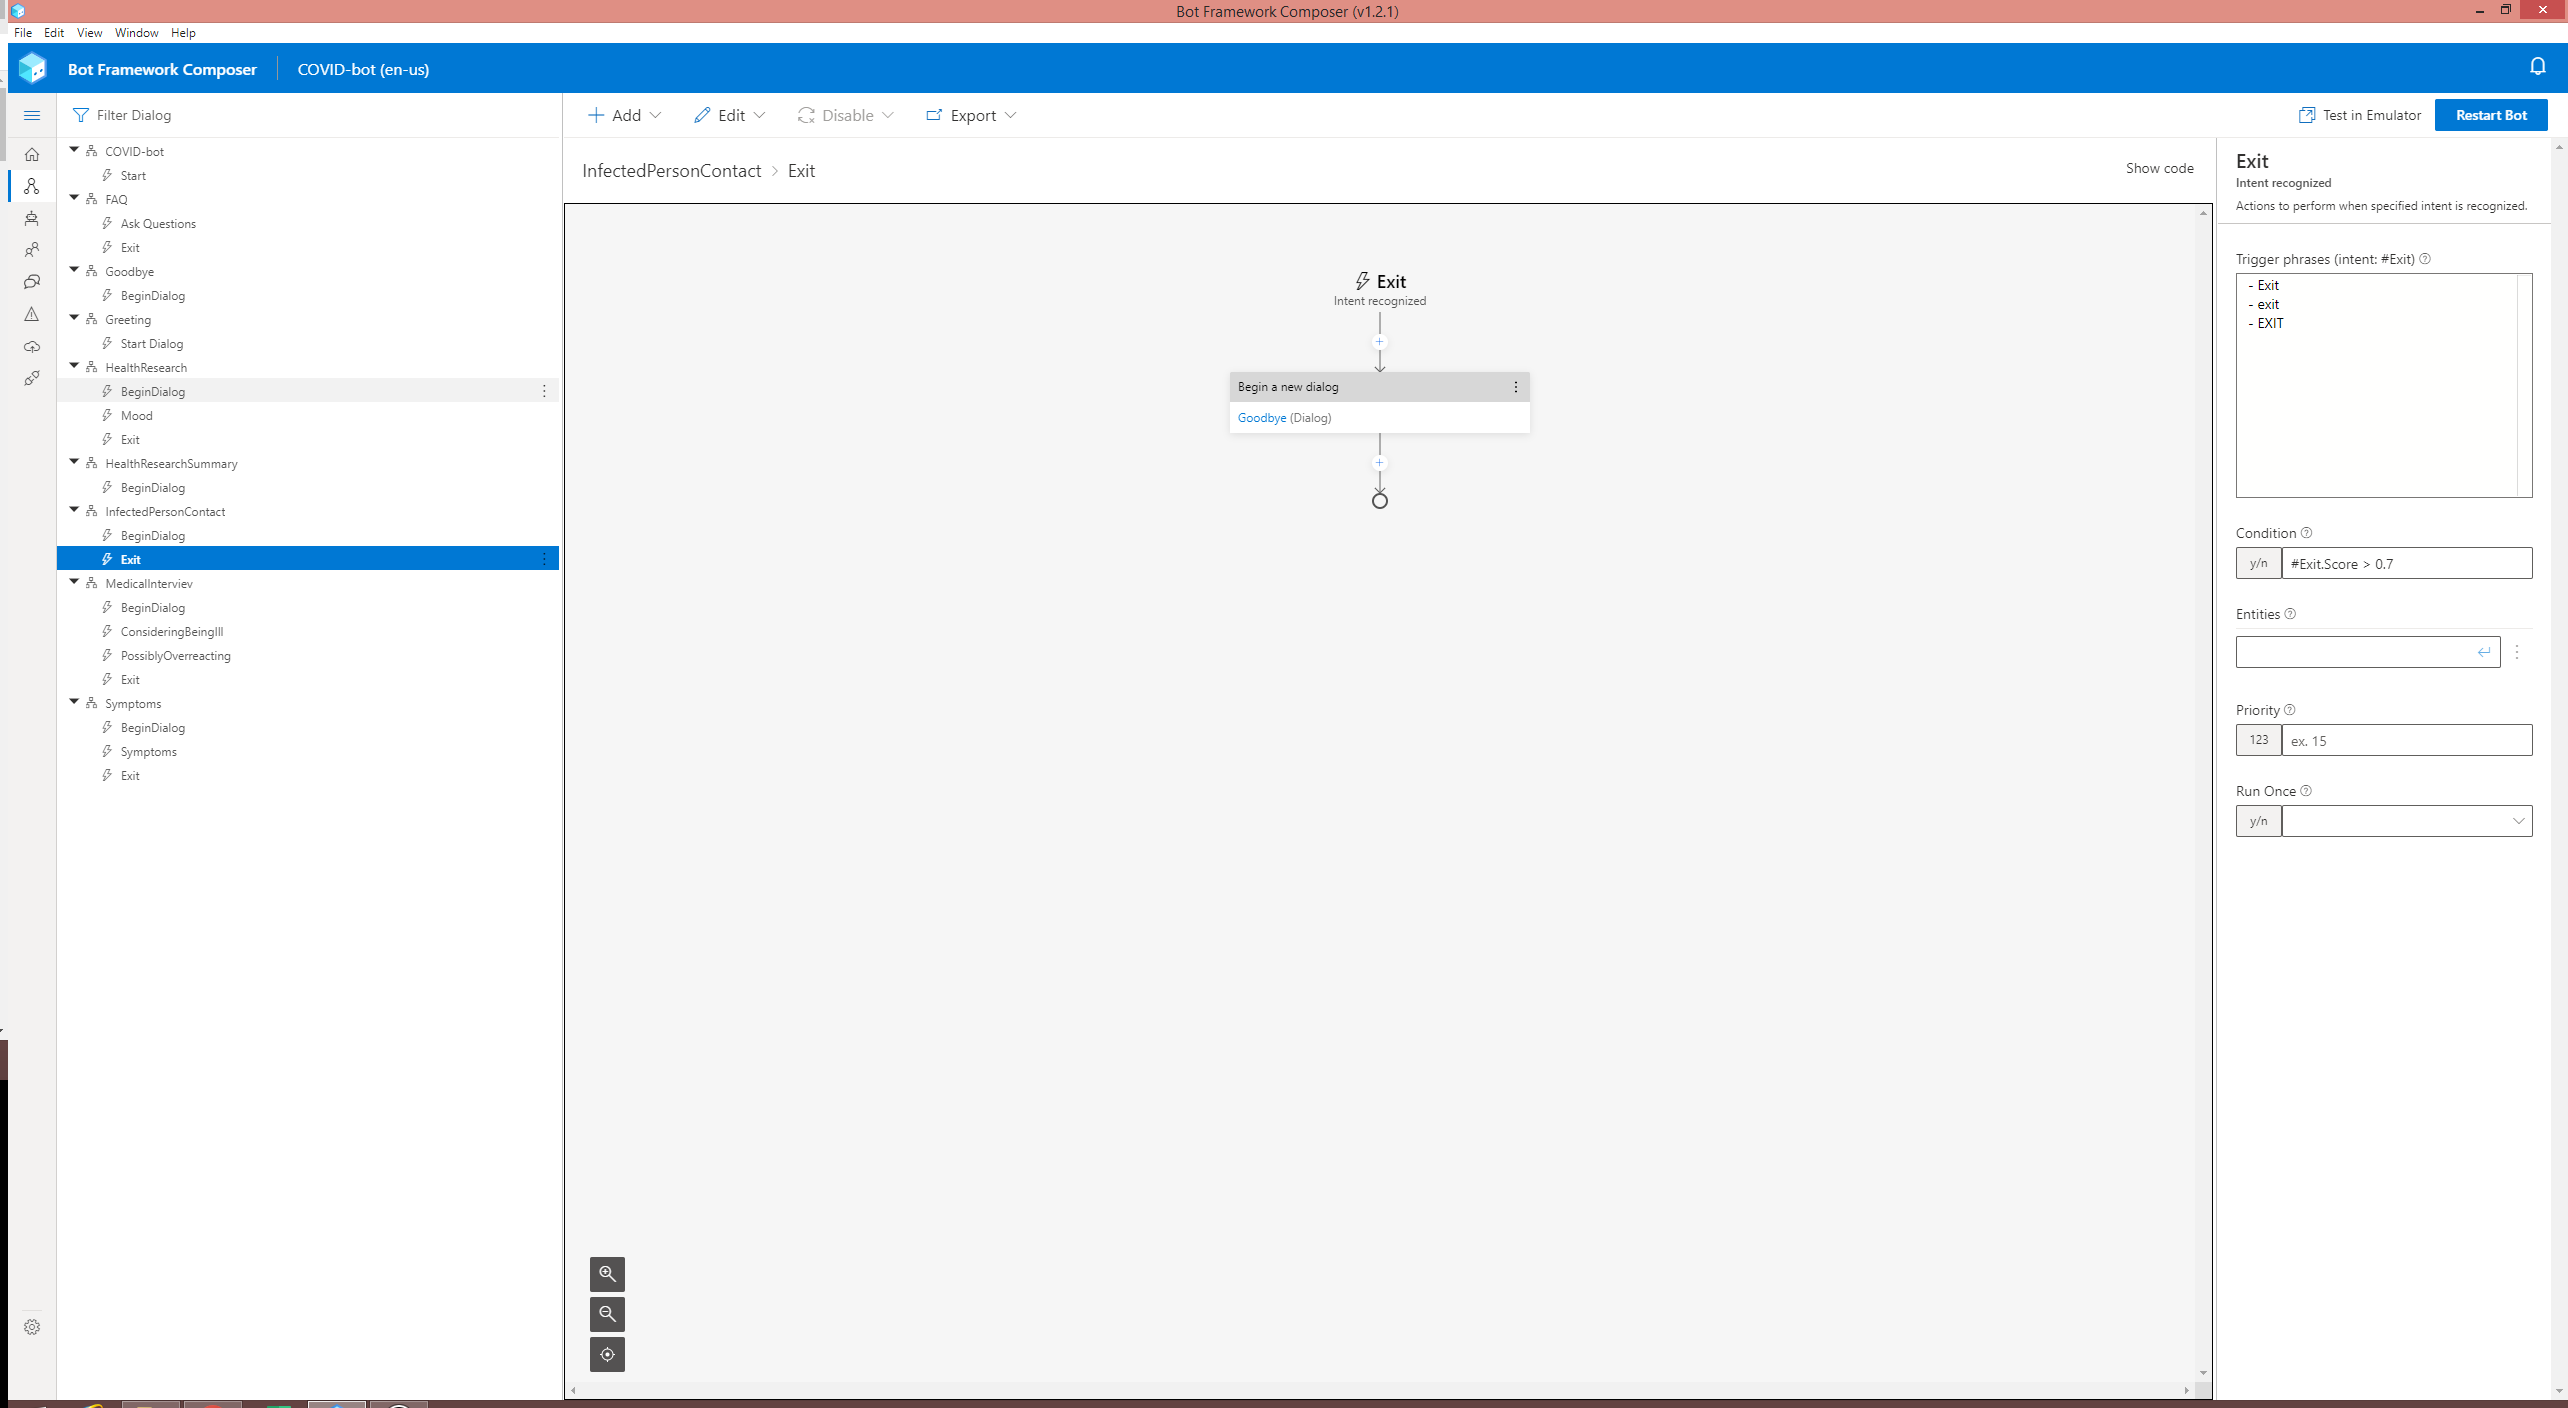 Bot Framework Composer (v1.2.1)
File Edit View Window Help
Bot Framework Composer COVID-bot (en-us)
Filter Dialog
Add Edit Disable Export
Test in Emulator Restart Bot
COVID-bot
Start
FAQ
Ask Questions
Exit
Goodbye
BeginDialog
Greeting
Start Dialog
HealthResearch
BeginDialog
Mood
Exit
HealthResearchSummary
BeginDialog
InfectedPersonContact
BeginDialog
Exit
MedicalInterviev
BeginDialog
ConsideringBeingIll
PossiblyOverreacting
Exit
Symptoms
BeginDialog
Symptoms
Exit
InfectedPersonContact > Exit
Show code
Exit
Intent recognized
Begin a new dialog
Goodbye (Dialog)
Exit
Intent recognized
Actions to perform when specified intent is recognized.
Trigger phrases (intent: #Exit)
- Exit
- exit
- EXIT
Condition
y/n #Exit.Score > 0.7
Entities
Priority
123 ex. 15
Run Once
y/n